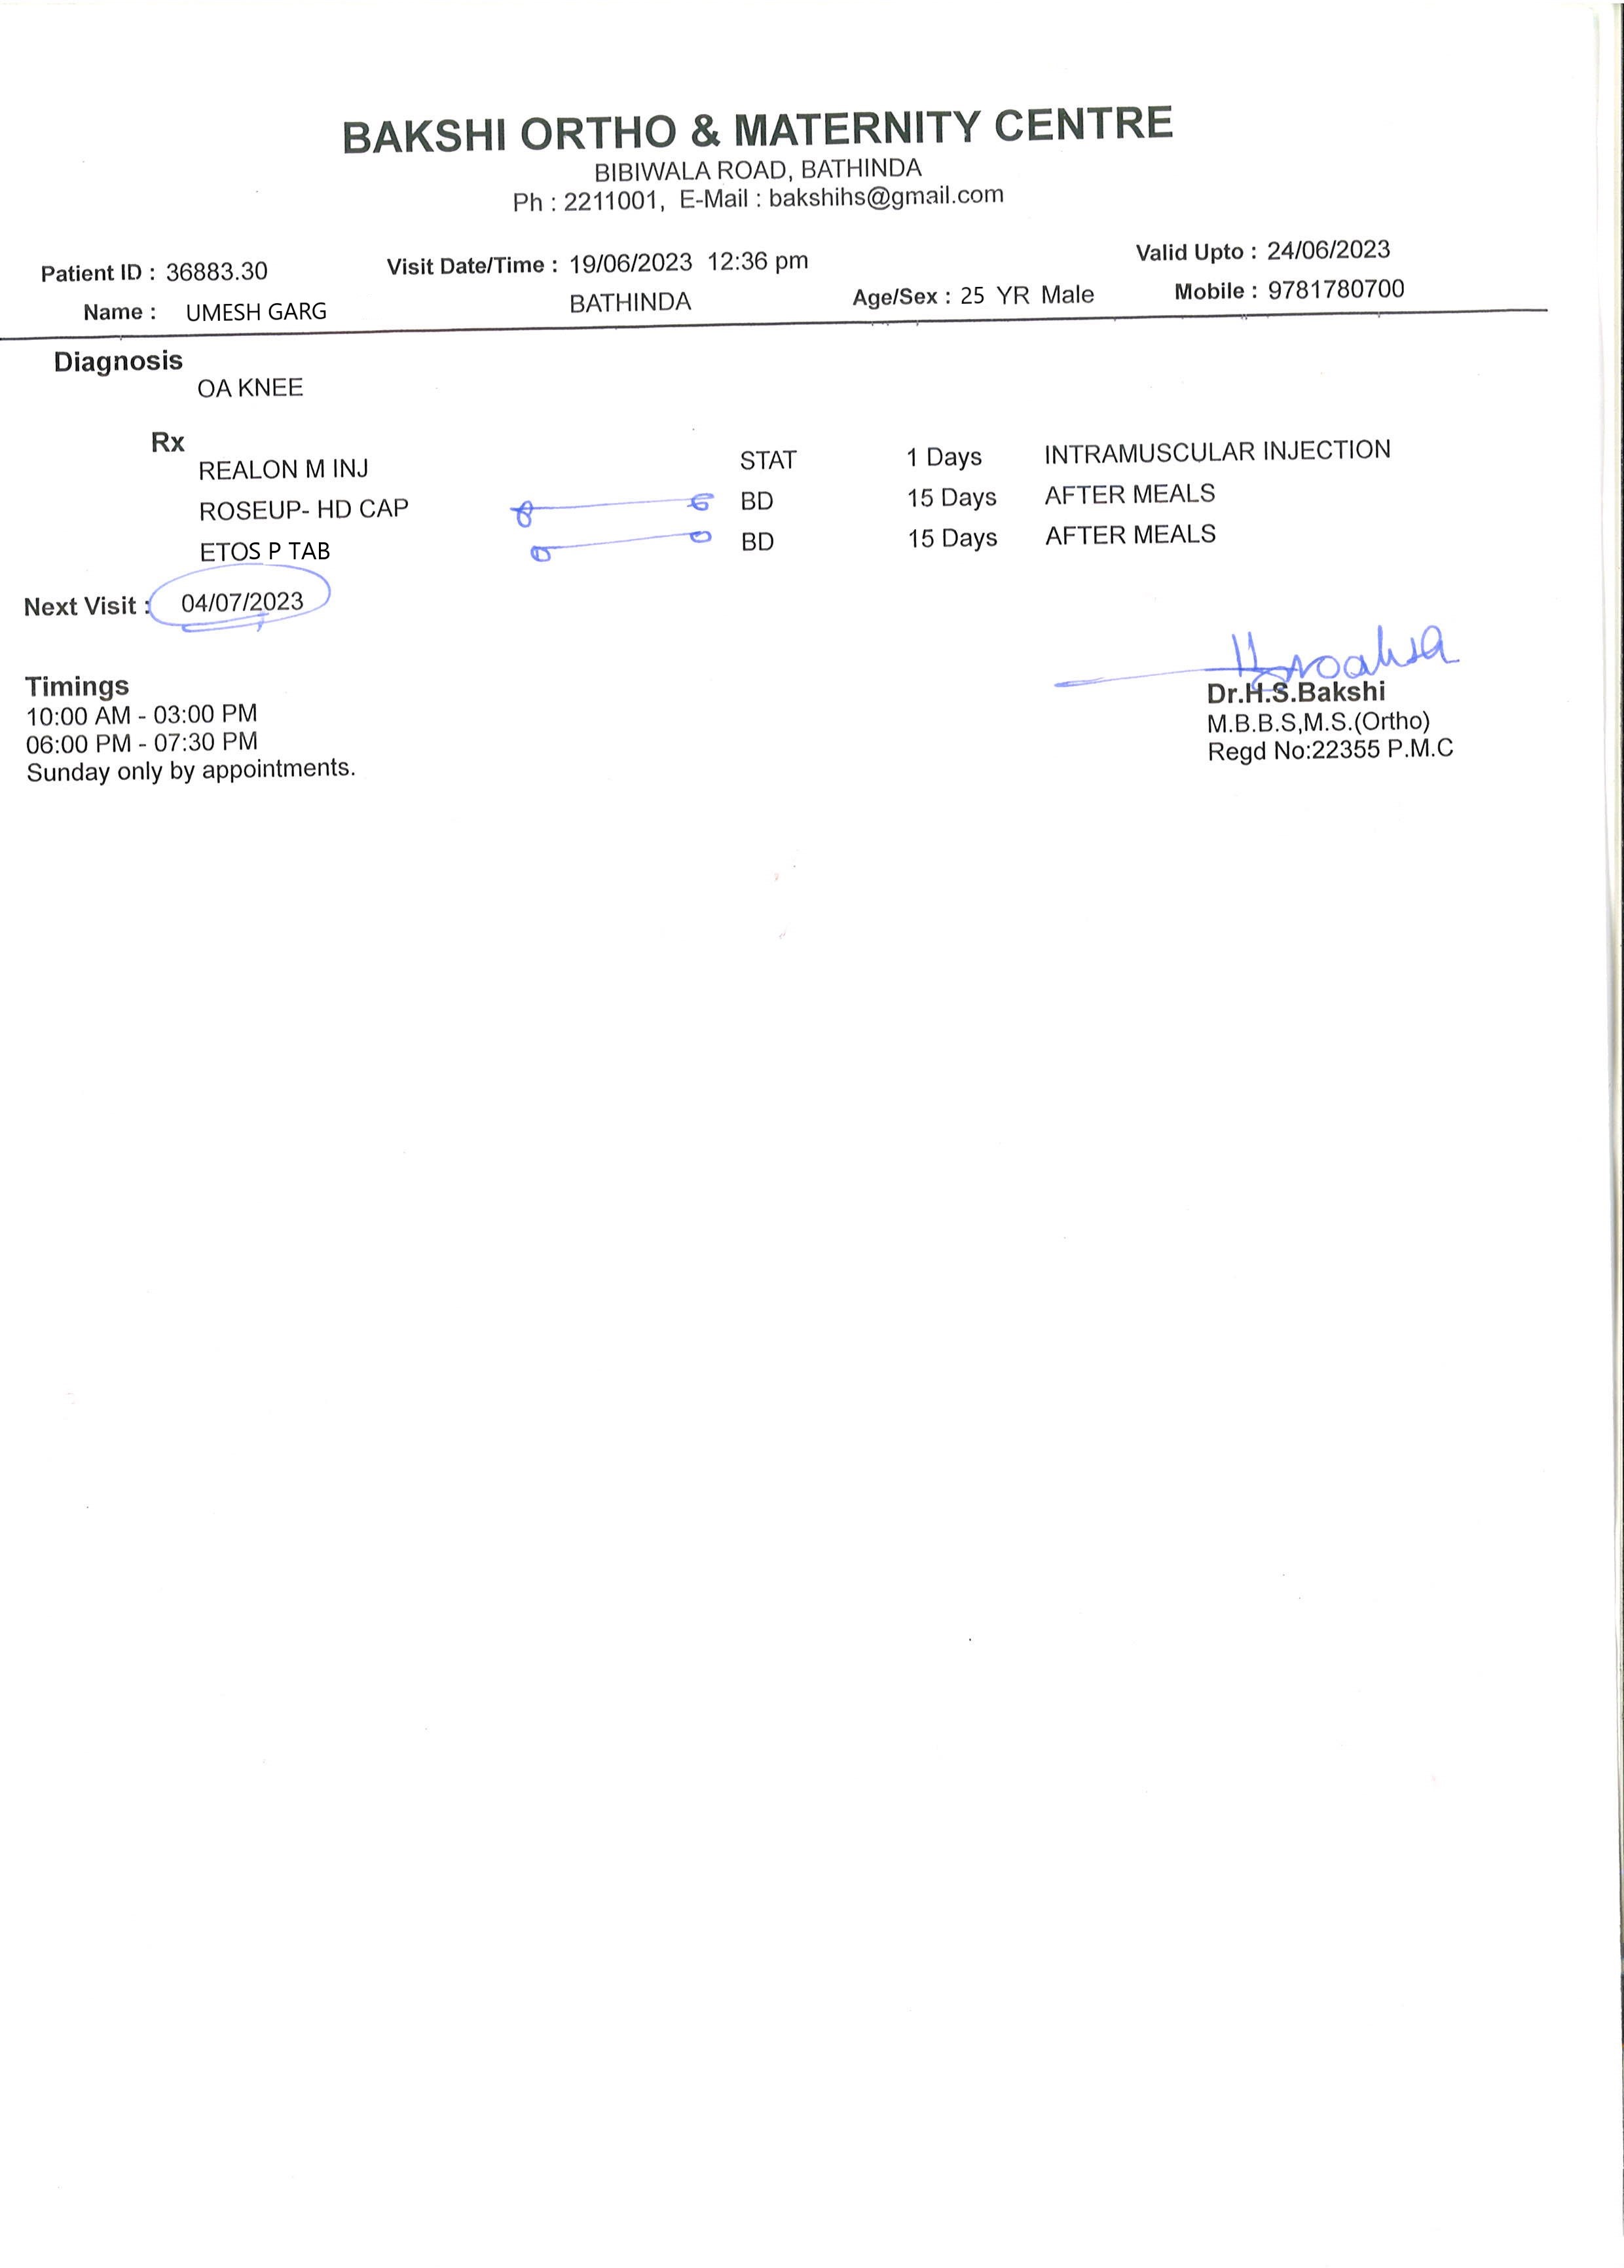 BAKSHI ORTHO & MATERNITY CENTRE
BIBIWALA ROAD, BATHINDA
Ph : 2211001, E-Mail : bakshihs@gmail.com
Patient ID : 36883.30 Visit Date/Time : 19/06/2023 12:36 pm Valid Upto : 24/06/2023
Name : UMESH GARG BATHINDA Age/Sex : 25 YR Male Mobile : 9781780700
Diagnosis
OA KNEE
Rx
REALON M INJ STAT 1 Days INTRAMUSCULAR INJECTION
ROSEUP- HD CAP BD 15 Days AFTER MEALS
ETOS P TAB BD 15 Days AFTER MEALS
Next Visit : 04/07/2023
Timings
10:00 AM - 03:00 PM
06:00 PM - 07:30 PM
Sunday only by appointments.
Dr.H.S.Bakshi
M.B.B.S,M.S.(Ortho)
Regd No:22355 P.M.C